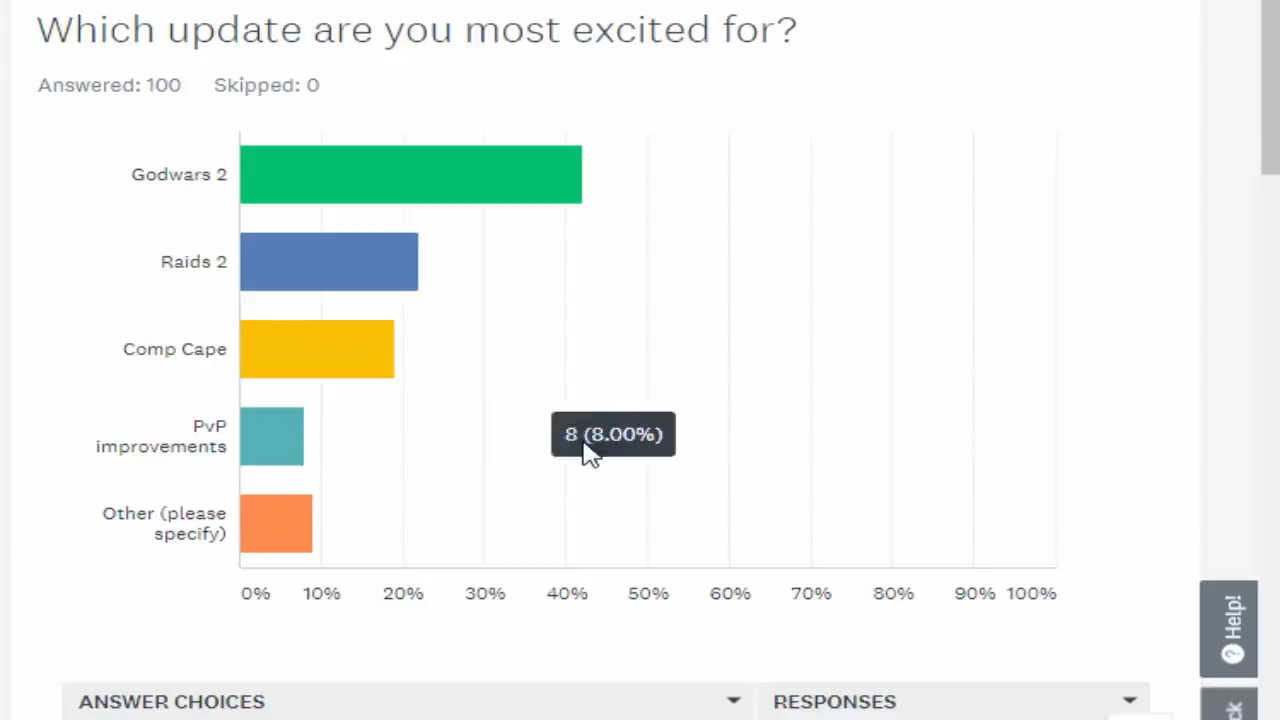 Which update are you most excited for?
Answered: 100 Skipped: 0
Godwars 2
Raids 2
Comp Cape
PvP
improvements
8 (8.00%)
Other (please
specify)
0% 10% 20% 30% 40% 50% 60% 70% 80% 90% 100%
Help!
ANSWER CHOICES RESPONSES